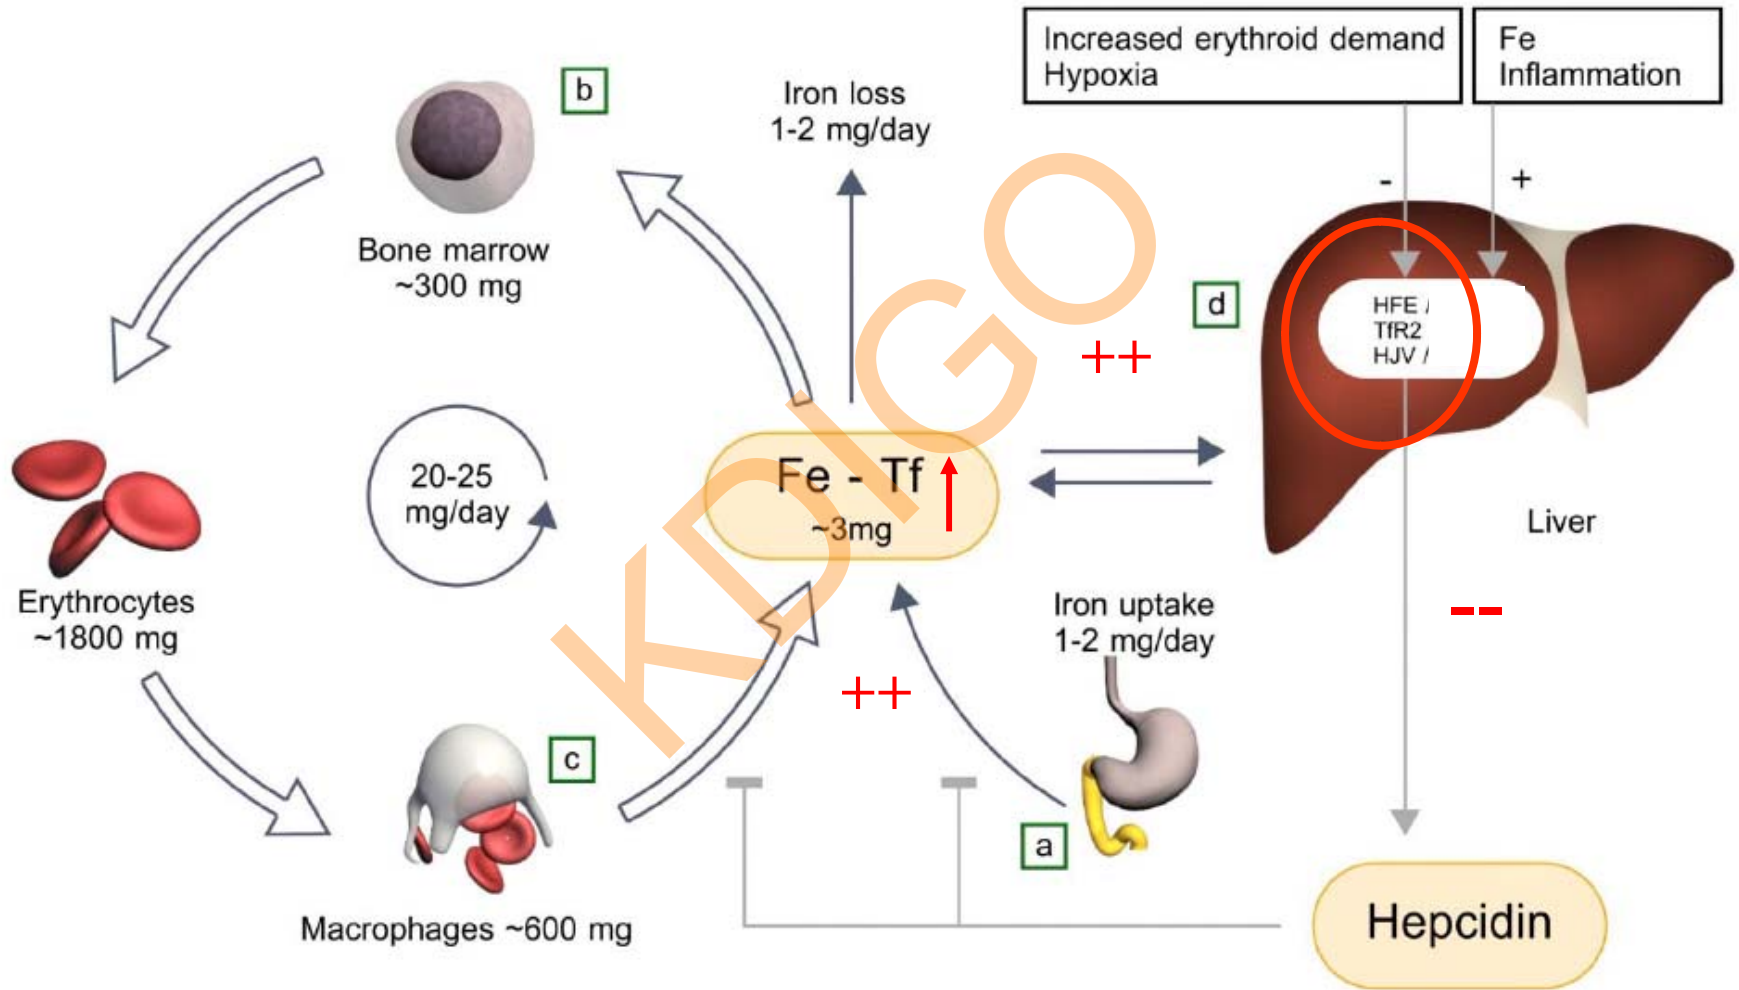 Increased erythroid demand
Hypoxia
Fe
Inflammation
-
+
b
Iron loss
1-2 mg/day
Bone marrow
~300 mg
d
HFE /
TfR2
HJV /
++
20-25
mg/day
Fe - Tf
~3mg
Liver
Erythrocytes
~1800 mg
Iron uptake
1-2 mg/day
--
++
c
a
Macrophages ~600 mg
Hepcidin
KDIGO